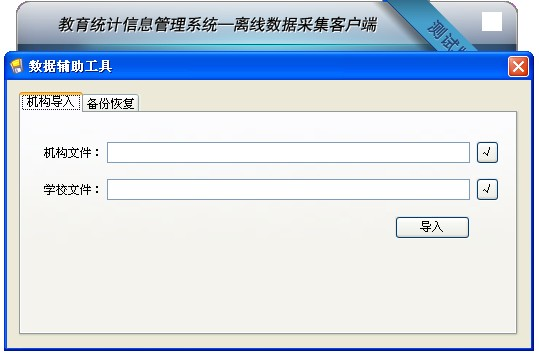 教育统计信息管理系统—离线数据采集客户端
测试
数据辅助工具
机构导入 备份恢复
机构文件：
学校文件：
导入